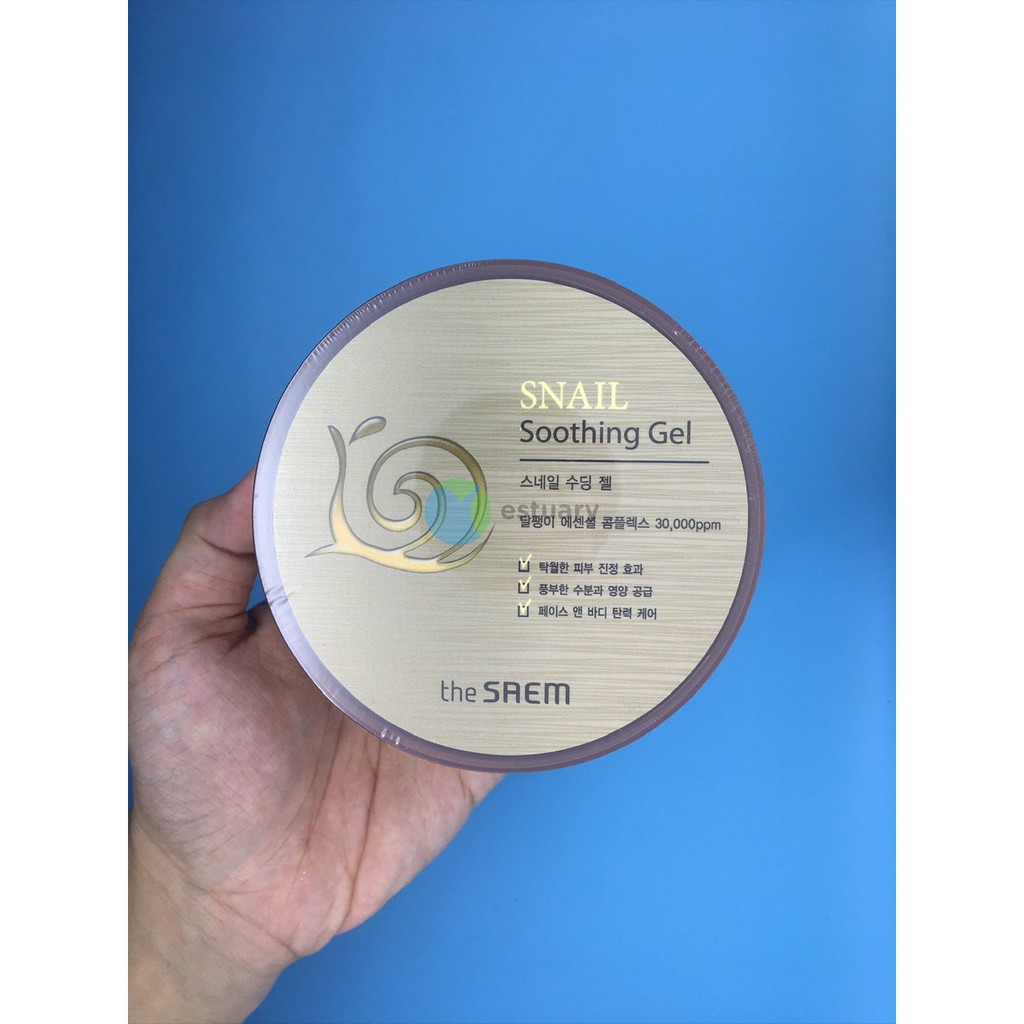 SNAIL
Soothing Gel
스네일 수딩 젤
estuary
달팽이 에센셜 콤플렉스 30,000ppm
탁월한 피부 진정 효과
풍부한 수분과 영양 공급
페이스 앤 바디 탄력 케어
the SAEM